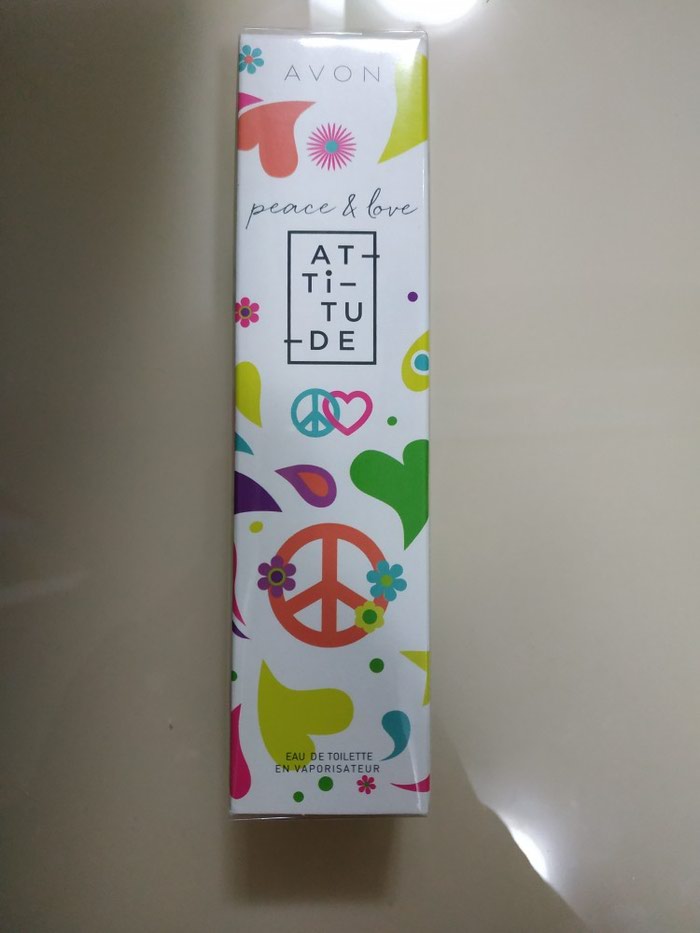 AVON
peace & love
AT-
Ti-
TU
-DE
EAU DE TOILETTE
EN VAPORISATEUR